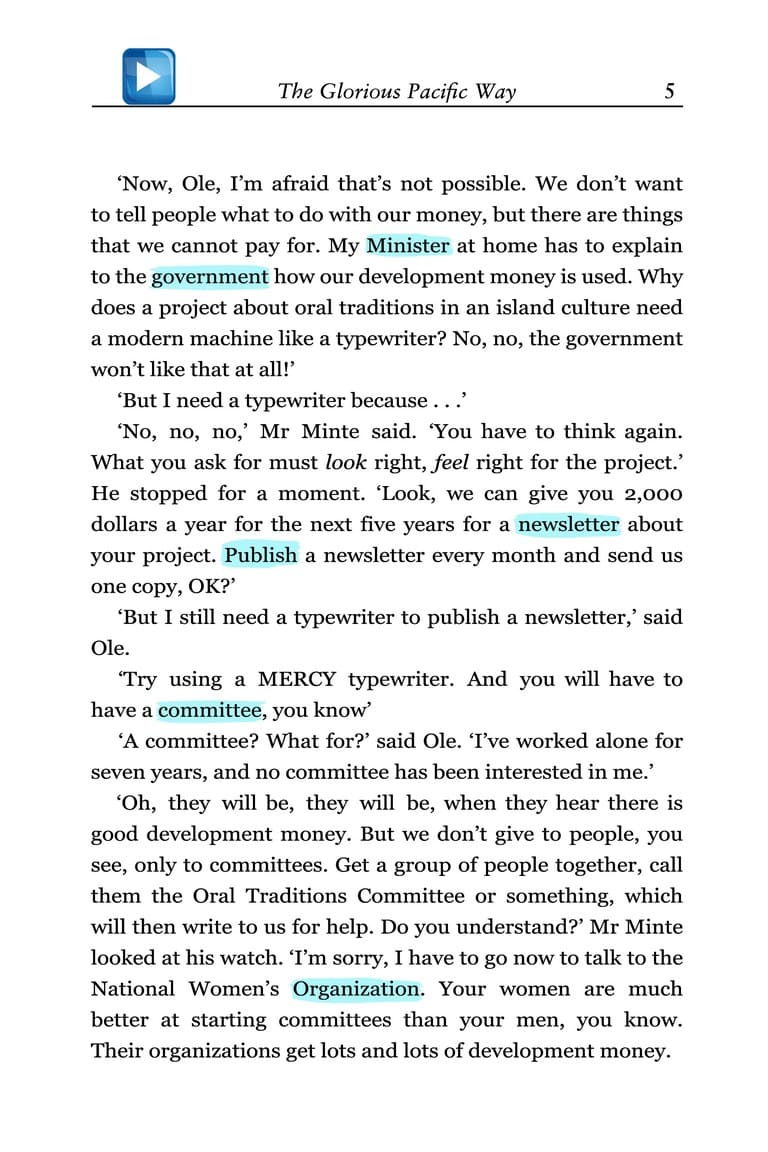 The Glorious Pacific Way 5
‘Now, Ole, I’m afraid that’s not possible. We don’t want
to tell people what to do with our money, but there are things
that we cannot pay for. My Minister at home has to explain
to the government how our development money is used. Why
does a project about oral traditions in an island culture need
a modern machine like a typewriter? No, no, the government
won’t like that at all!’
‘But I need a typewriter because . . .’
‘No, no, no,’ Mr Minte said. ‘You have to think again.
What you ask for must look right, feel right for the project.’
He stopped for a moment. ‘Look, we can give you 2,000
dollars a year for the next five years for a newsletter about
your project. Publish a newsletter every month and send us
one copy, OK?’
‘But I still need a typewriter to publish a newsletter,’ said
Ole.
‘Try using a MERCY typewriter. And you will have to
have a committee, you know’
‘A committee? What for?’ said Ole. ‘I’ve worked alone for
seven years, and no committee has been interested in me.’
‘Oh, they will be, they will be, when they hear there is
good development money. But we don’t give to people, you
see, only to committees. Get a group of people together, call
them the Oral Traditions Committee or something, which
will then write to us for help. Do you understand?’ Mr Minte
looked at his watch. ‘I’m sorry, I have to go now to talk to the
National Women’s Organization. Your women are much
better at starting committees than your men, you know.
Their organizations get lots and lots of development money.